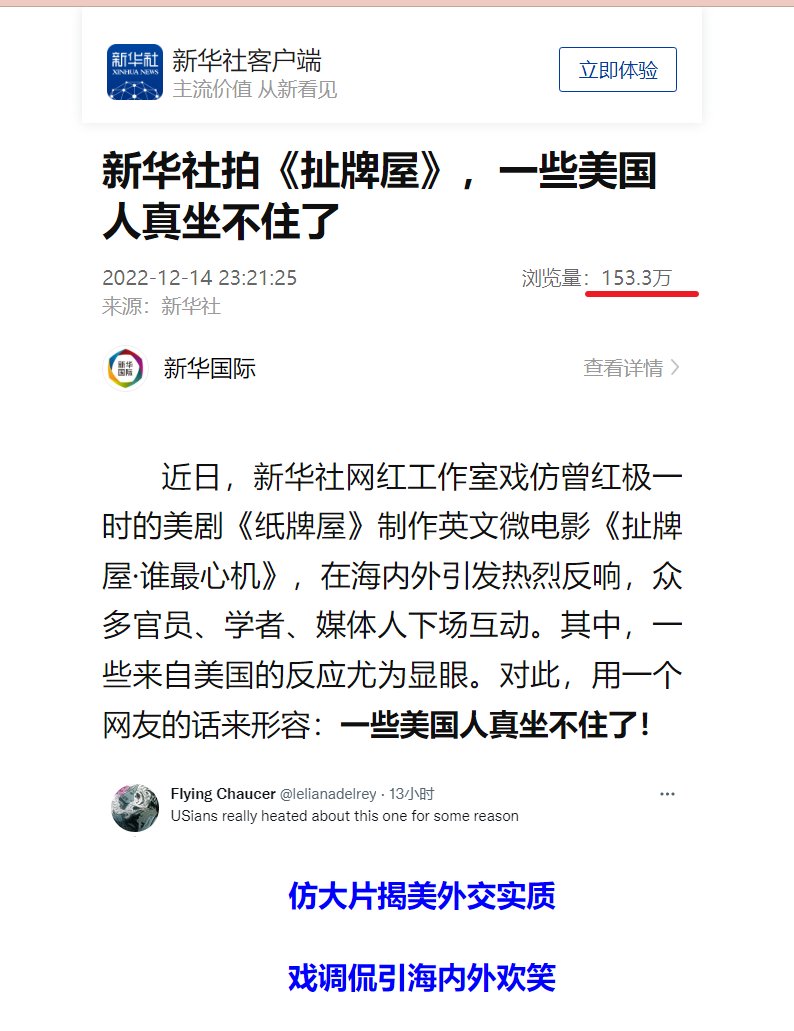 新华社
XINHUA NEWS
新华社客户端
主流价值 从新看见
立即体验
新华社拍《扯牌屋》，一些美国
人真坐不住了
2022-12-14 23:21:25
浏览量：153.3万
来源：新华社
新华
国际
新华国际
查看详情
近日，新华社网红工作室戏仿曾红极一
时的美剧《纸牌屋》制作英文微电影《扯牌
屋·谁最心机》，在海内外引发热烈反响，众
多官员、学者、媒体人下场互动。其中，一
些来自美国的反应尤为显眼。对此，用一个
网友的话来形容：一些美国人真坐不住了！
Flying Chaucer @lelianadelrey · 13小时
USians really heated about this one for some reason
仿大片揭美外交实质
戏调侃引海内外欢笑